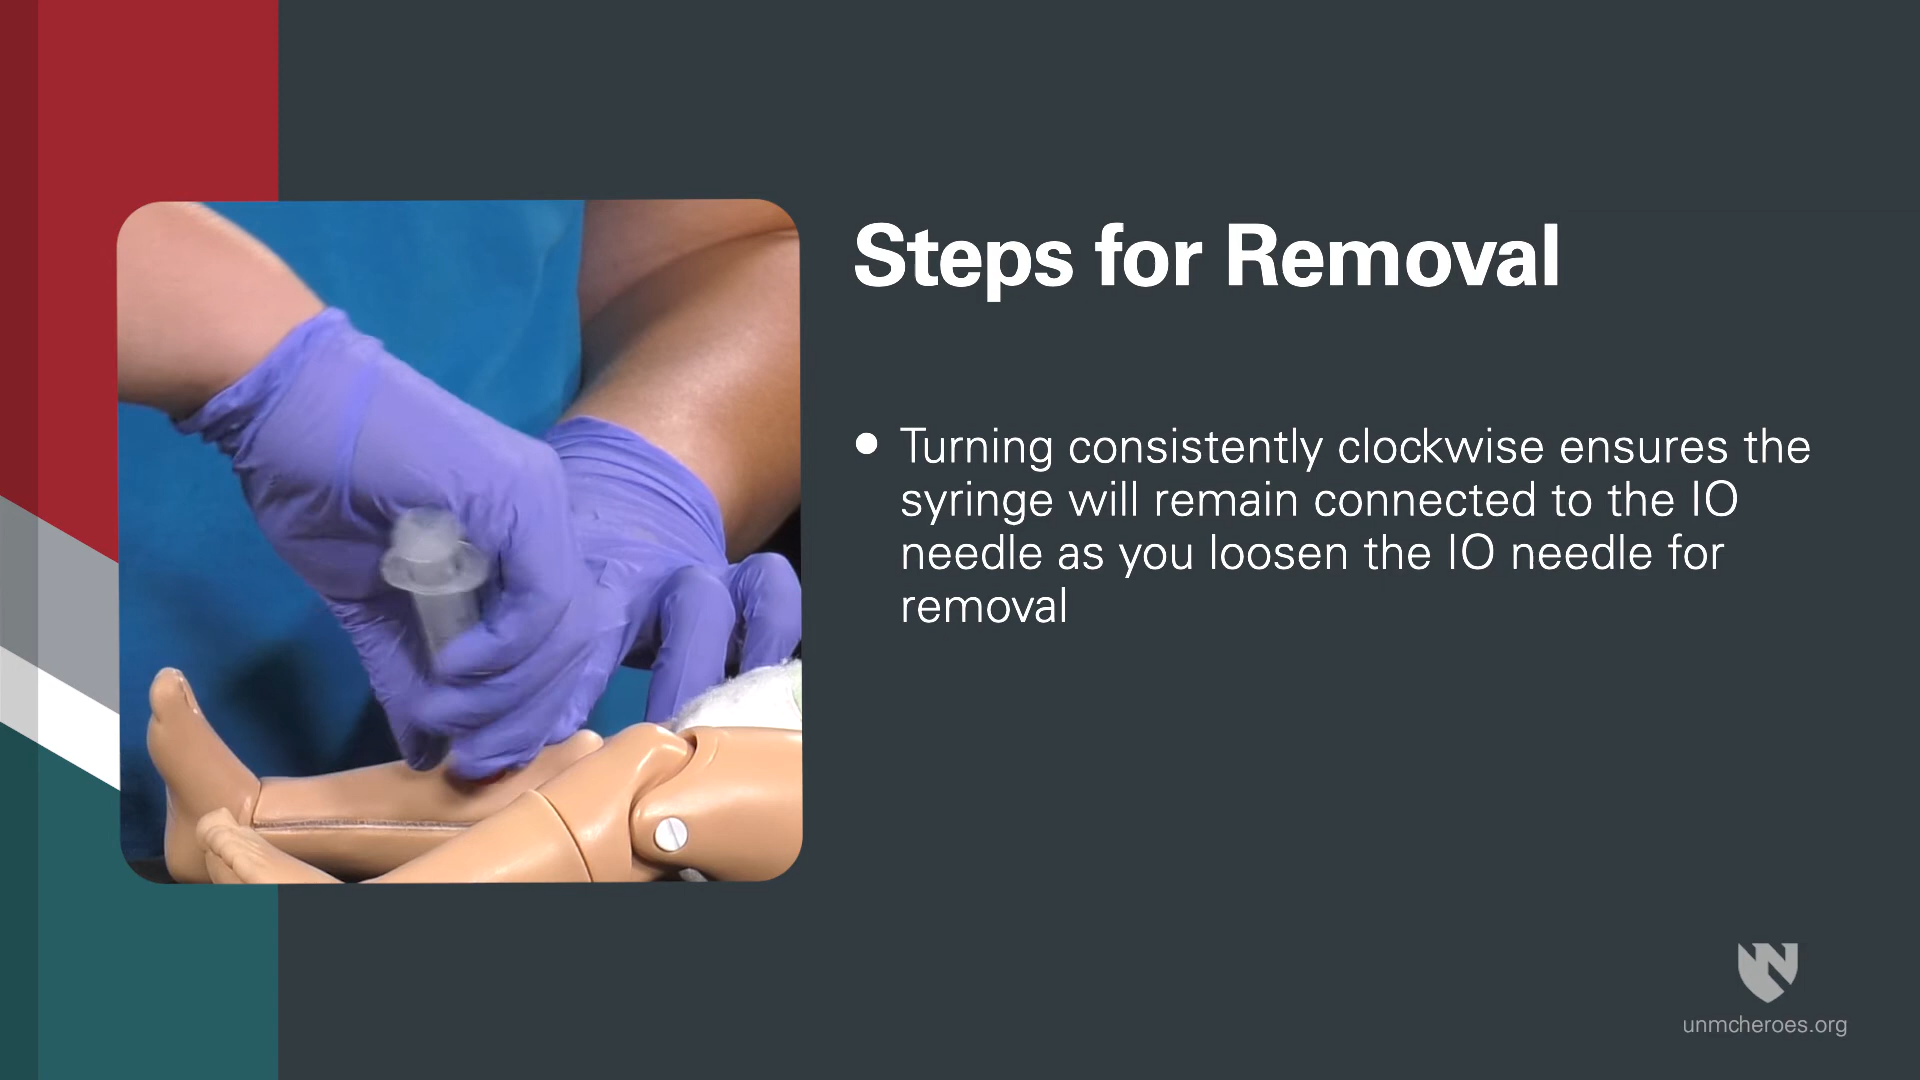 Steps for Removal
● Turning consistently clockwise ensures the
syringe will remain connected to the IO
needle as you loosen the IO needle for
removal
unmcheroes.org